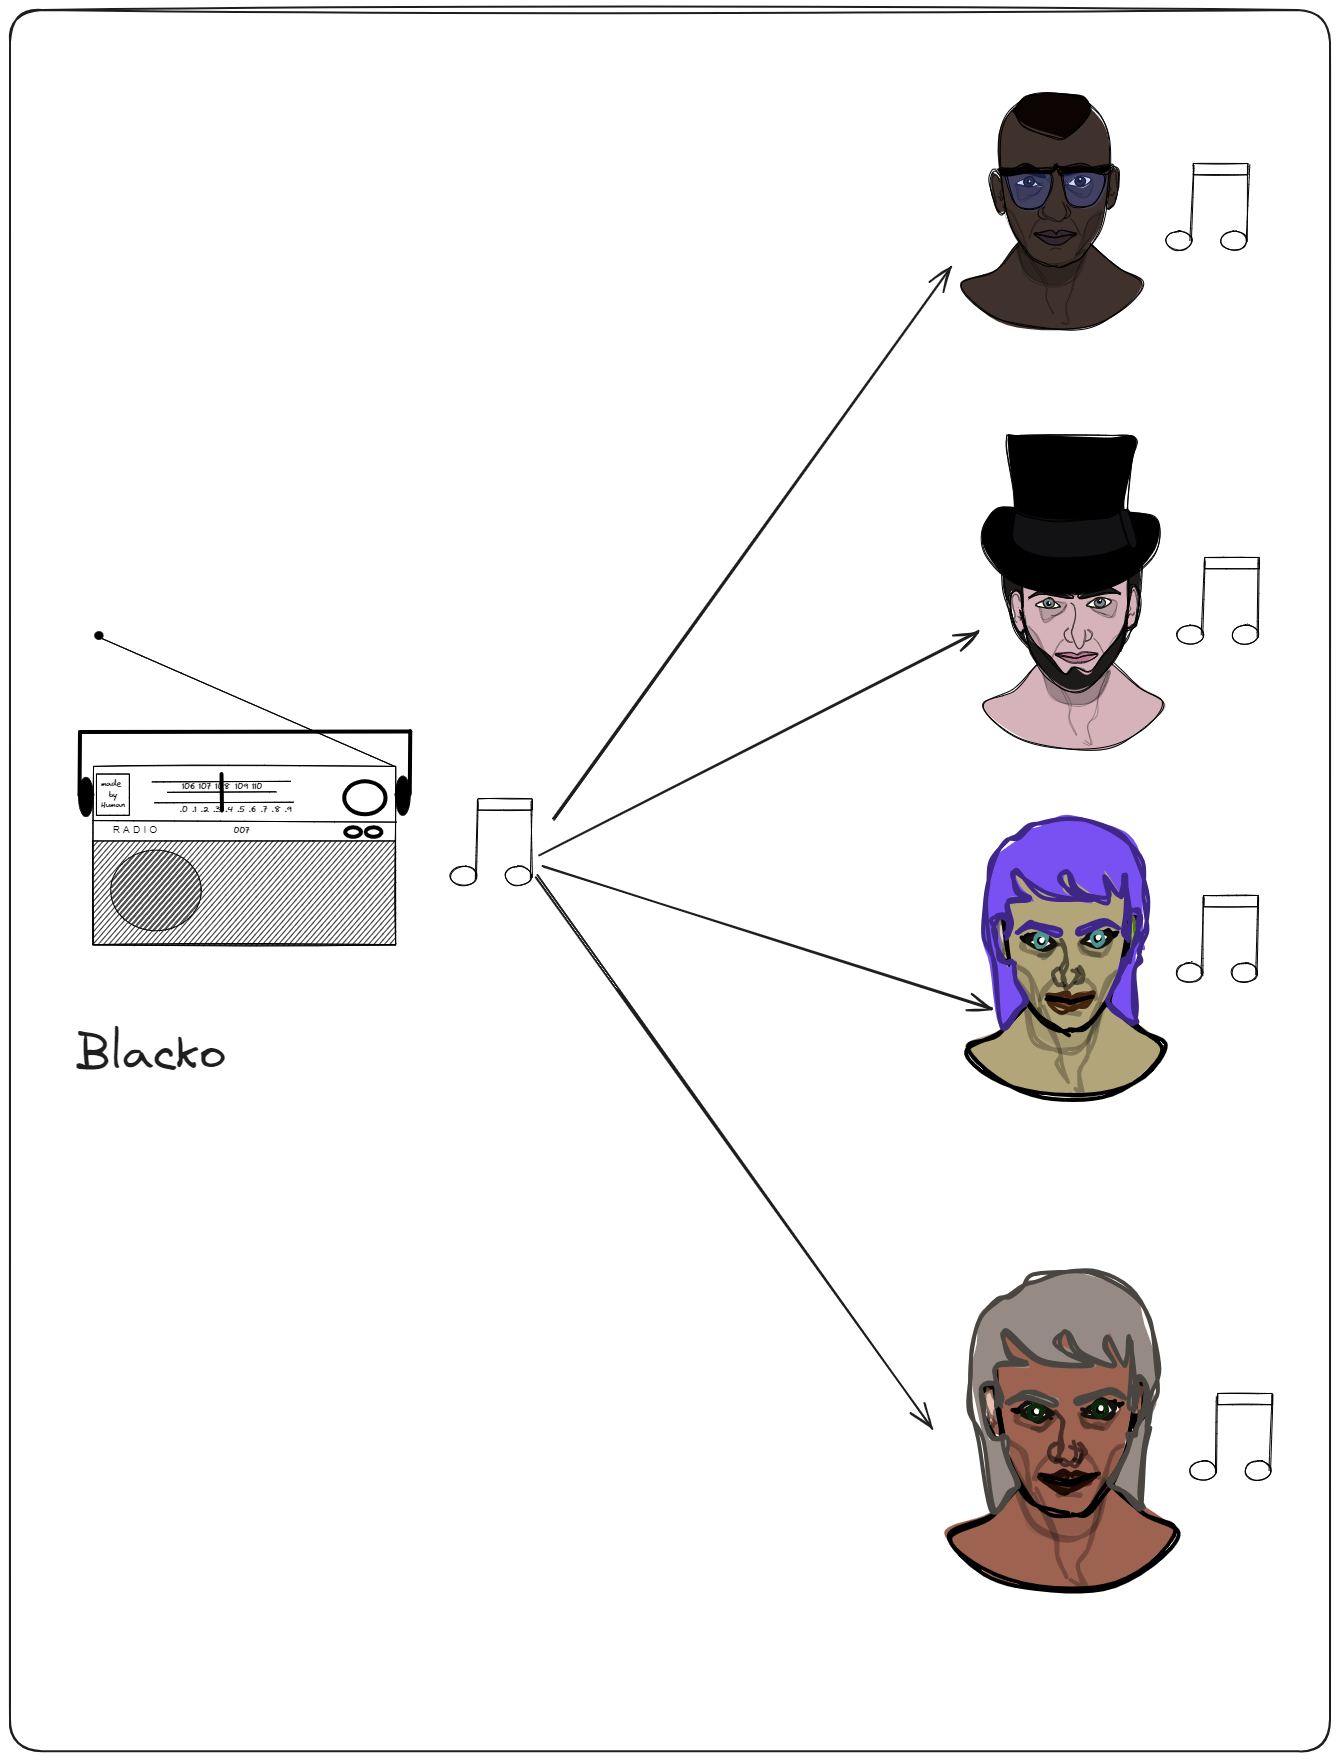 made
by
Human
106 107 108 109 110
.0 .1 .2 .3 .4 .5 .6 .7 .8 .9
RADIO 007
Blacko